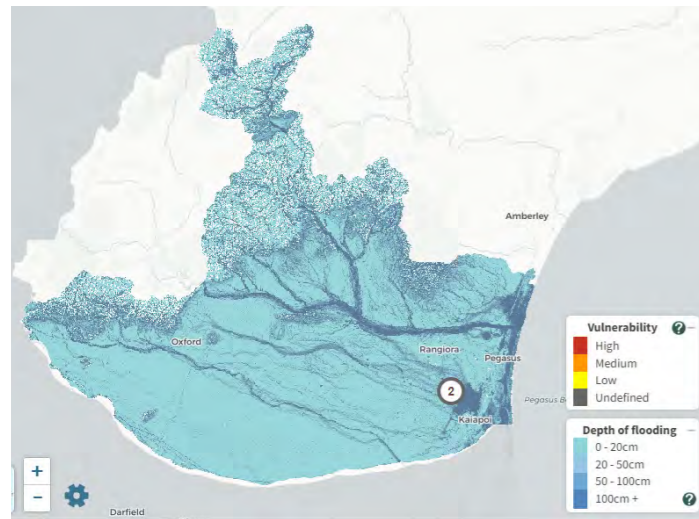 Amberley
Oxford
Rangiora
Pegasus
2
Kaiapoi
Darfield
+
−
Vulnerability ? −
High
Medium
Low
Undefined
Pegasus B
Depth of flooding −
0 - 20cm
20 - 50cm
50 - 100cm
100cm + ?